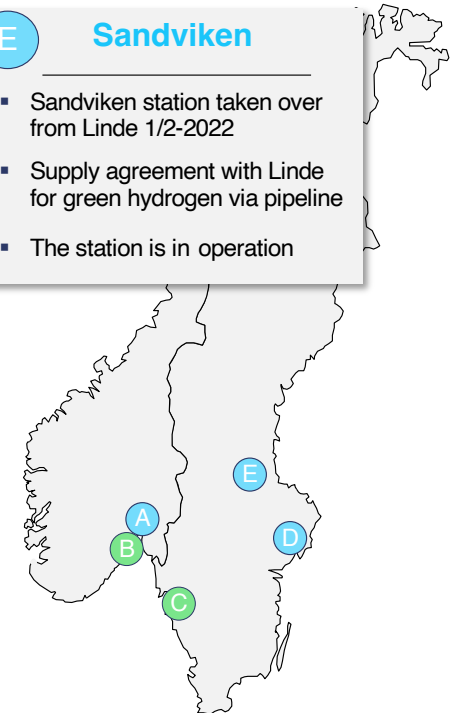 E
Sandviken
▪ Sandviken station taken over
from Linde 1/2-2022
▪ Supply agreement with Linde
for green hydrogen via pipeline
▪ The station is in operation
E
A
D
B
C